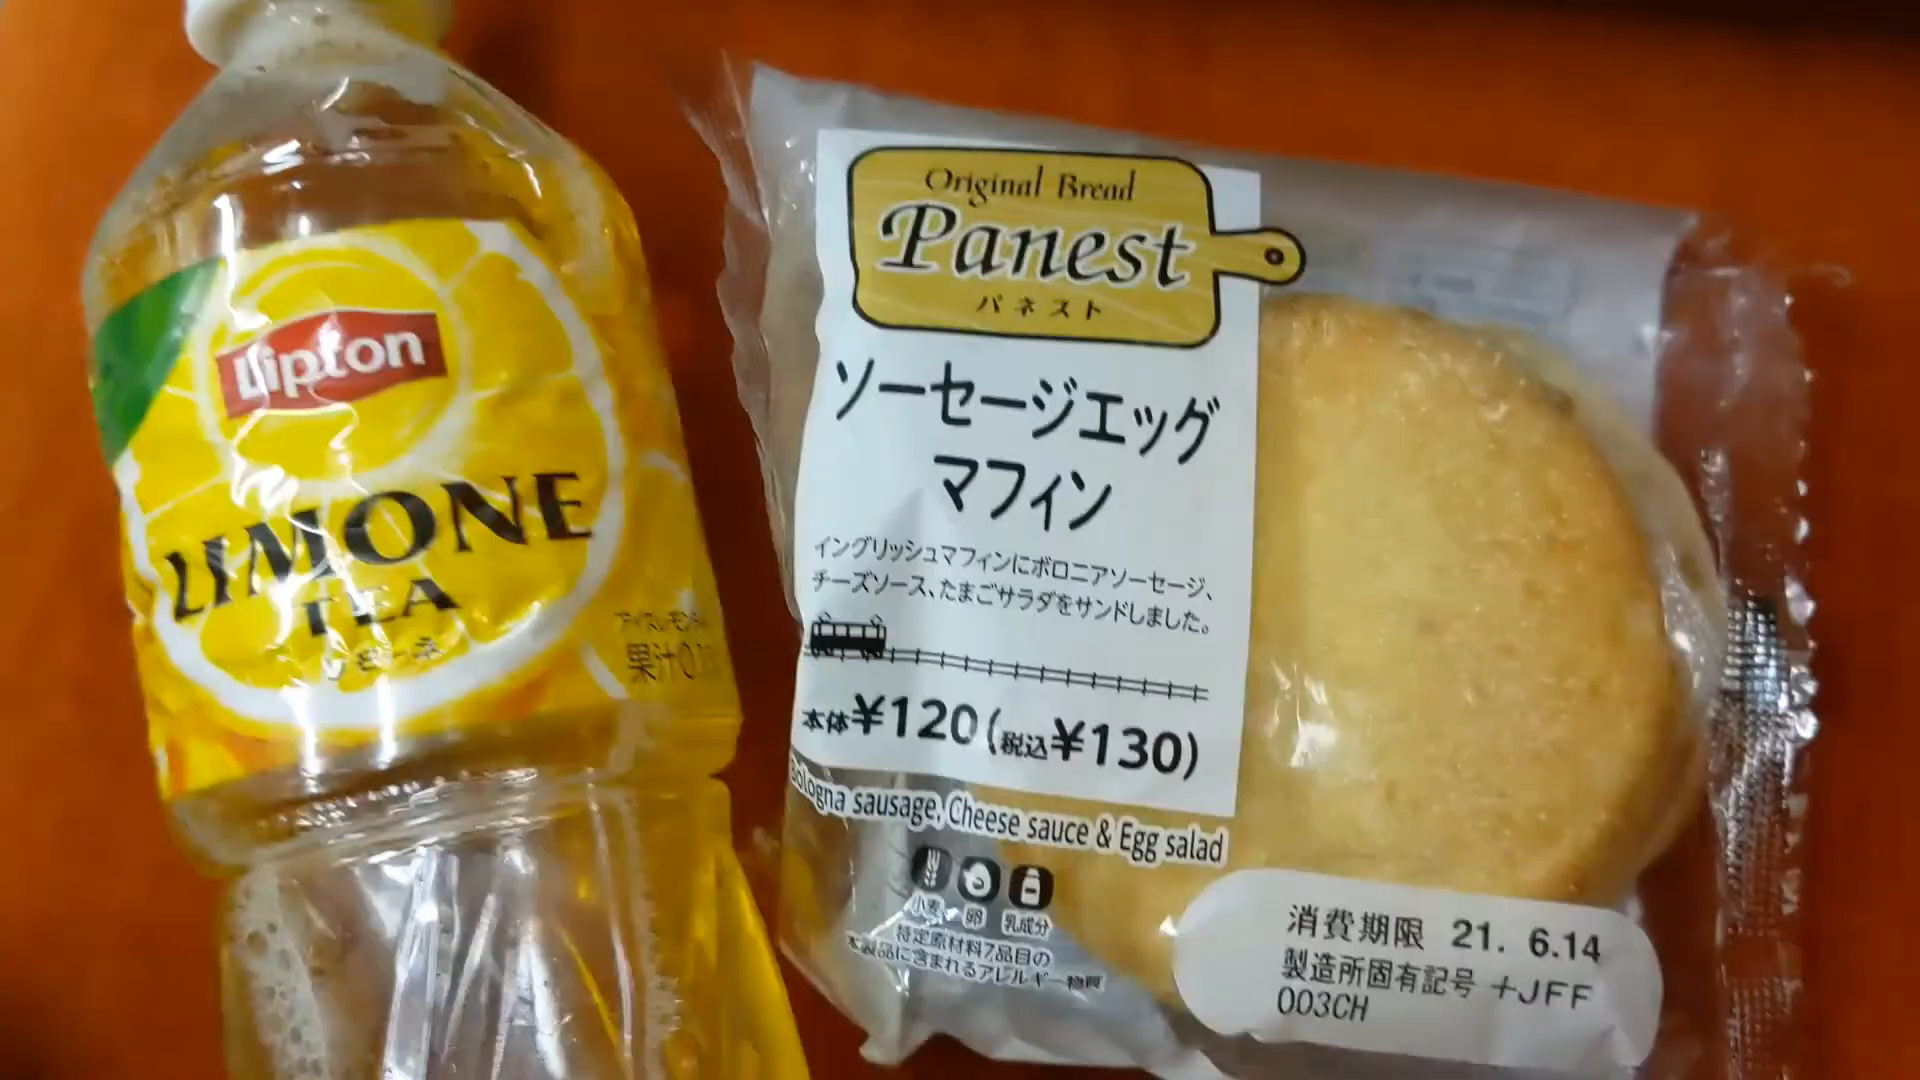 Lipton
LIMONE
TEA
リモーネ
果汁0.1%
Original Bread
Panest
パネスト
ソーセージエッグ
マフィン
イングリッシュマフィンにボロニアソーセージ、
チーズソース、たまごサラダをサンドしました。
本体¥120(税込¥130)
Bologna sausage, Cheese sauce & Egg salad
小麦 卵 乳成分
特定原材料7品目の
本製品に含まれるアレルギー物質
消費期限 21. 6.14
製造所固有記号 +JFF
003CH